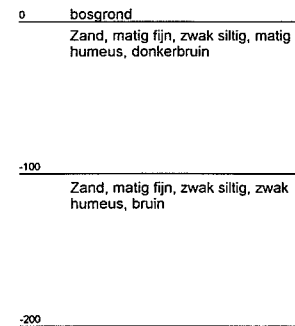 0 bosgrond
Zand, matig fijn, zwak siltig, matig
humeus, donkerbruin
-100
Zand, matig fijn, zwak siltig, zwak
humeus, bruin
-200